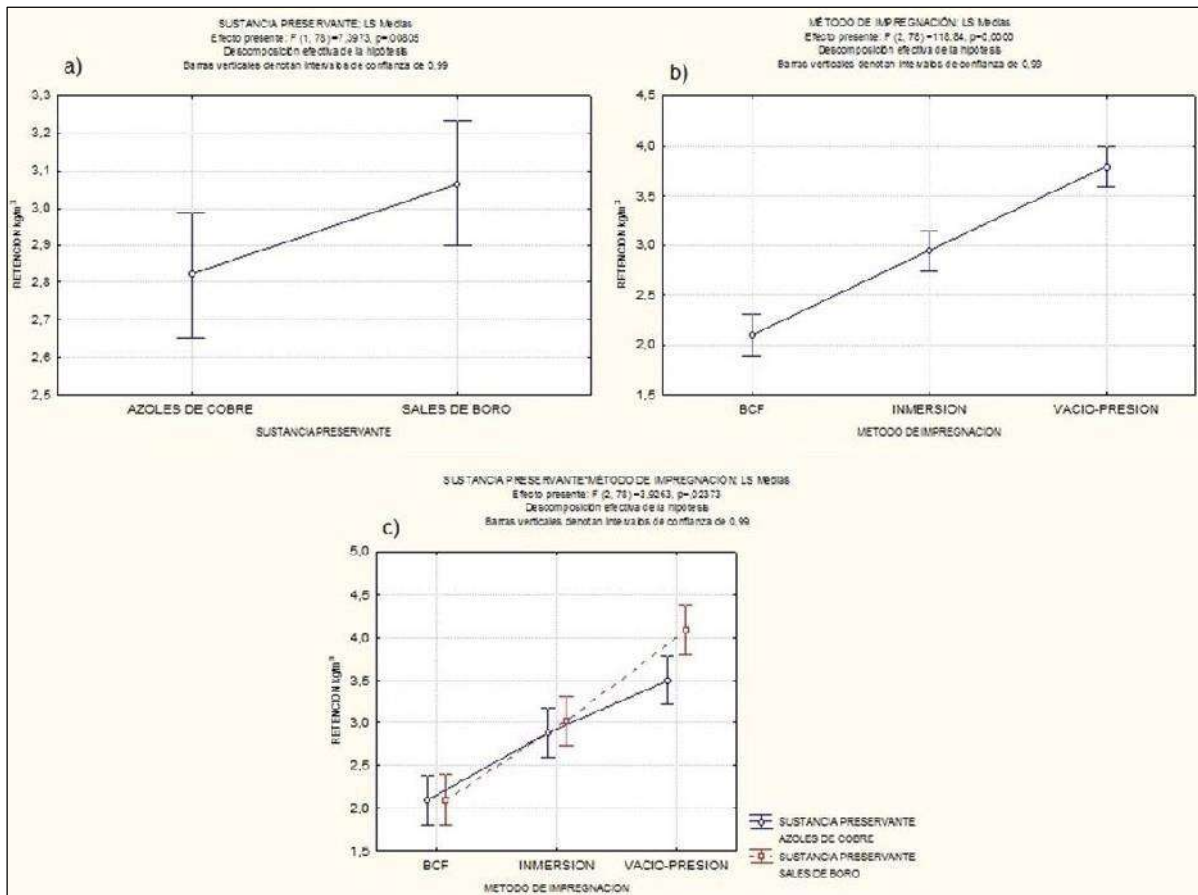 SUSTANCIA PRESERVANTE; LS Medias
Efecto presente: F (1, 78)=7,3973, p=,00805
Descomposición efectiva de la hipótesis
Barras verticales denotan intervalos de confianza de 0,99
a)
3,3
3,2
3,1
3,0
2,9
2,8
2,7
2,6
2,5
RETENCION kg/m³
AZOLES DE COBRE SALES DE BORO
SUSTANCIA PRESERVANTE
MÉTODO DE IMPREGNACIÓN; LS Medias
Efecto presente: F (2, 78)=118,84, p=0,0000
Descomposición efectiva de la hipótesis
Barras verticales denotan intervalos de confianza de 0,99
b)
4,5
4,0
3,5
3,0
2,5
2,0
1,5
RETENCION kg/m³
BCF INMERSION VACIO-PRESION
METODO DE IMPREGNACION
SUSTANCIA PRESERVANTE*MÉTODO DE IMPREGNACIÓN; LS Medias
Efecto presente: F (2, 78)=3,9263, p=,02373
Descomposición efectiva de la hipótesis
Barras verticales denotan intervalos de confianza de 0,99
c)
5,0
4,5
4,0
3,5
3,0
2,5
2,0
1,5
RETENCION kg/m³
BCF INMERSION VACIO-PRESION
METODO DE IMPREGNACION
SUSTANCIA PRESERVANTE
AZOLES DE COBRE
SUSTANCIA PRESERVANTE
SALES DE BORO